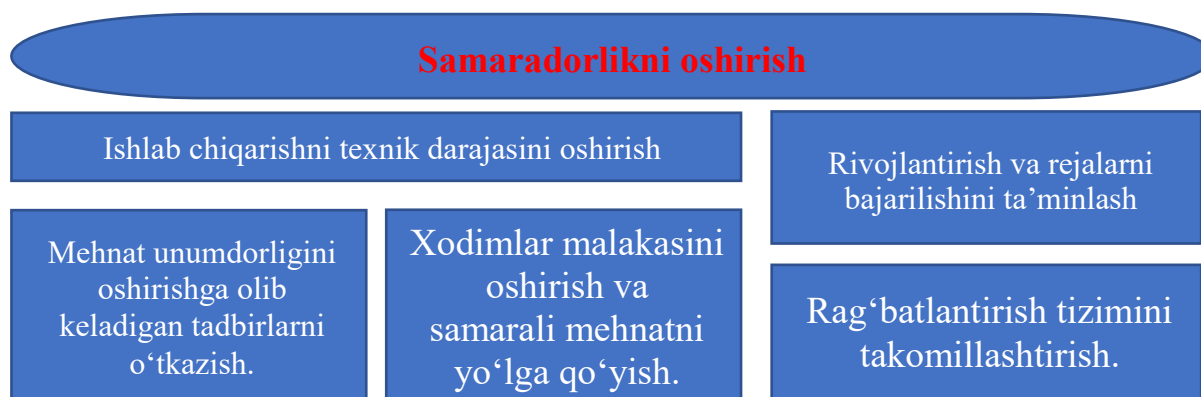 Samaradorlikni oshirish
Ishlab chiqarishni texnik darajasini oshirish
Rivojlantirish va rejalarni
bajarilishini ta’minlash
Mehnat unumdorligini
oshirishga olib
keladigan tadbirlarni
o‘tkazish.
Xodimlar malakasini
oshirish va
samarali mehnatni
yo‘lga qo‘yish.
Rag‘batlantirish tizimini
takomillashtirish.